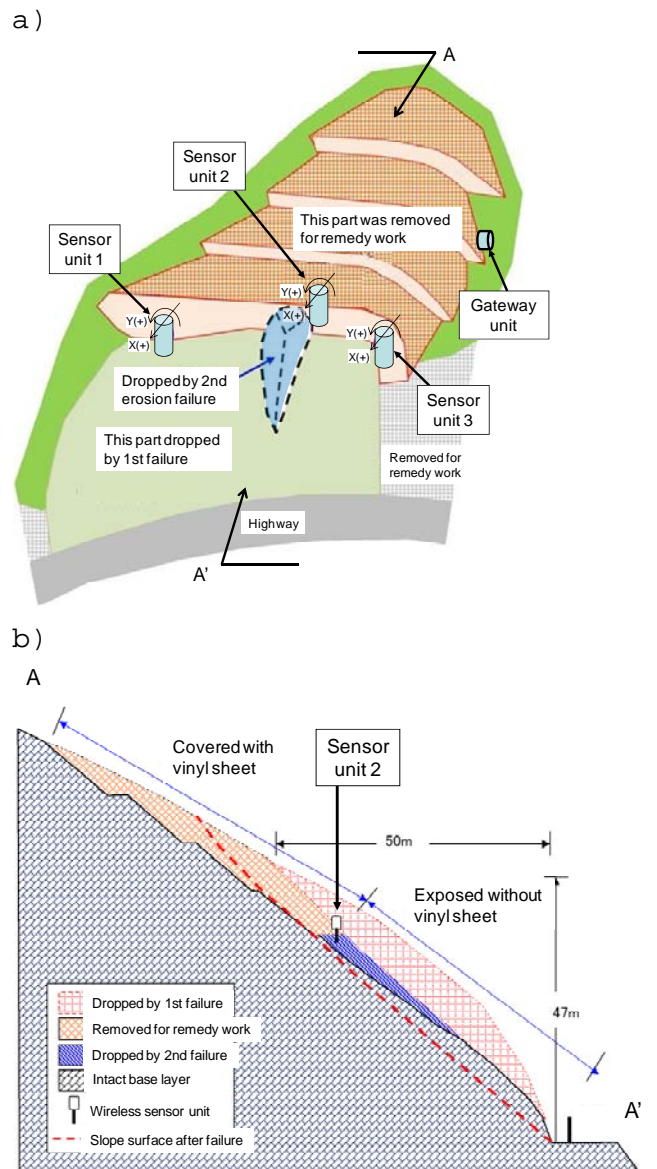 a)
A
Sensor
unit 2
Sensor
unit 1
This part was removed
for remedy work
Gateway
unit
Y(+)
X(+)
Y(+)
X(+)
Y(+)
X(+)
Dropped by 2nd
erosion failure
Sensor
unit 3
This part dropped
by 1st failure
Removed for
remedy work
Highway
A'
b)
A
Covered with
vinyl sheet
Sensor
unit 2
50m
Exposed without
vinyl sheet
47m
Dropped by 1st failure
Removed for remedy work
Dropped by 2nd failure
Intact base layer
Wireless sensor unit
Slope surface after failure
A'